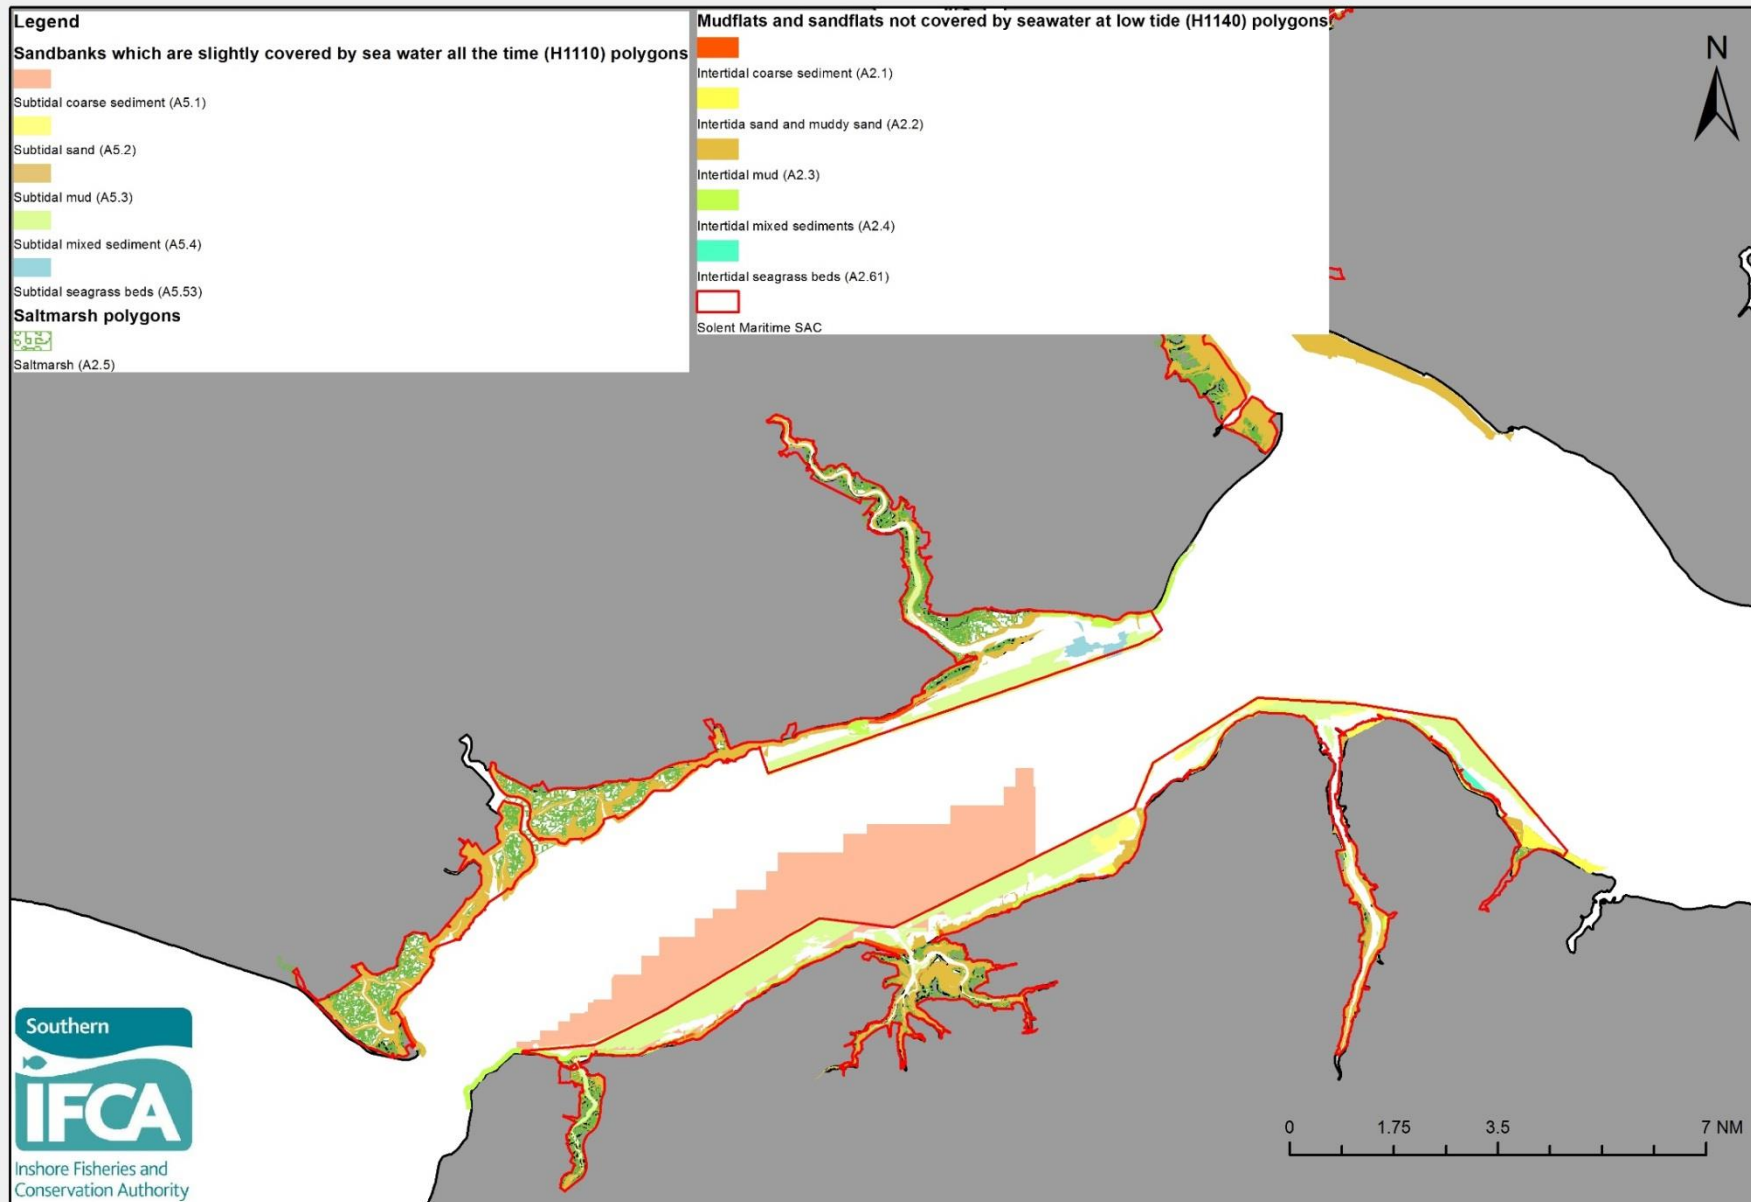 Legend
Sandbanks which are slightly covered by sea water all the time (H1110) polygons
Subtidal coarse sediment (A5.1)
Subtidal sand (A5.2)
Subtidal mud (A5.3)
Subtidal mixed sediment (A5.4)
Subtidal seagrass beds (A5.53)
Saltmarsh polygons
Saltmarsh (A2.5)
Mudflats and sandflats not covered by seawater at low tide (H1140) polygons
Intertidal coarse sediment (A2.1)
Intertida sand and muddy sand (A2.2)
Intertidal mud (A2.3)
Intertidal mixed sediments (A2.4)
Intertidal seagrass beds (A2.61)
Solent Maritime SAC
N
Southern
IFCA
Inshore Fisheries and
Conservation Authority
0 1.75 3.5 7 NM